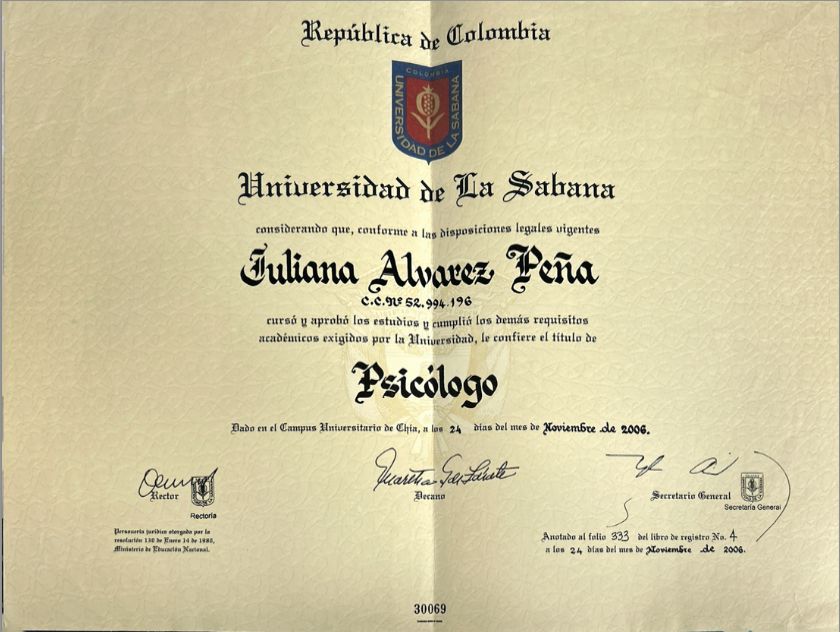 República de Colombia
COLOMBIA
UNIVERSIDAD DE LA SABANA
Universidad de La Sabana
considerando que, conforme a las disposiciones legales vigentes
Juliana Alvarez Peña
C.C.Nº 52.994.196
cursó y aprobó los estudios y cumplió los demás requisitos
académicos exigidos por la Universidad, le confiere el título de
Psicólogo
Dado en el Campus Universitario de Chía, a los 24 días del mes de Noviembre de 2006.
Rector
Rectoría
Decano
Secretario General
Secretaría General
Personería jurídica otorgada por la
resolución 130 de Enero 14 de 1980,
Ministerio de Educación Nacional.
Anotado al folio 333 del libro de registro No. 4
a los 24 días del mes de Noviembre de 2006.
30069